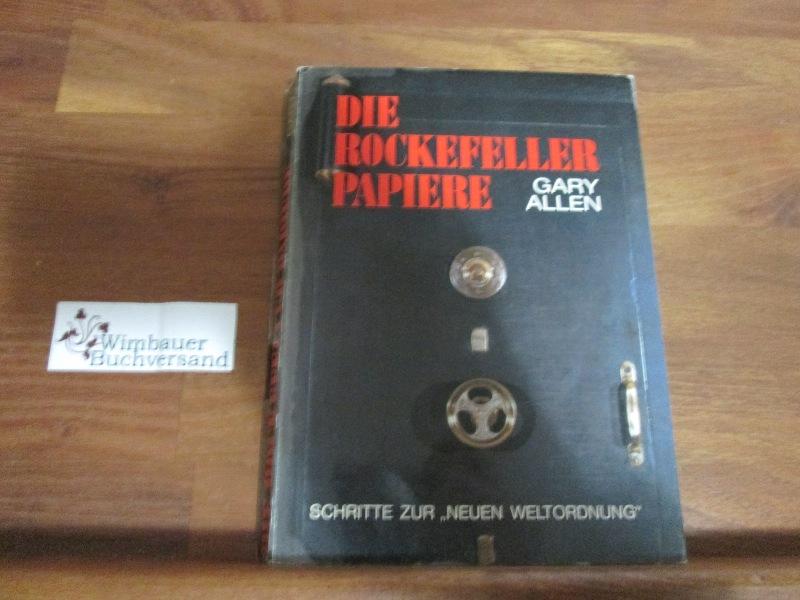 DIE
ROCKEFELLER
PAPIERE
GARY
ALLEN
SCHRITTE ZUR „NEUEN WELTORDNUNG"
Wimbauer
Buchversand